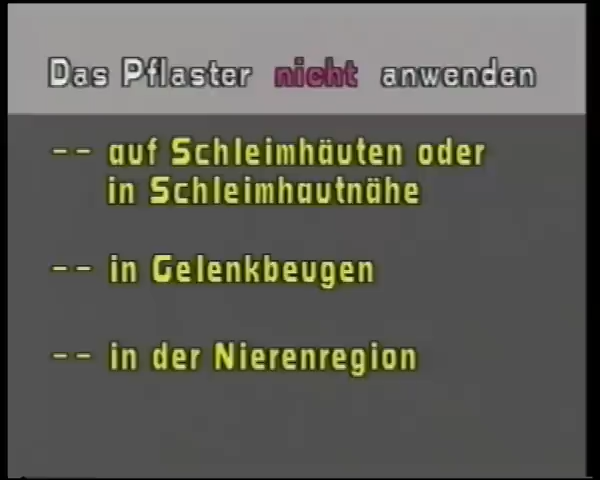 Das Pflaster nicht anwenden
-- auf Schleimhäuten oder
in Schleimhautnähe
-- in Gelenkbeugen
-- in der Nierenregion